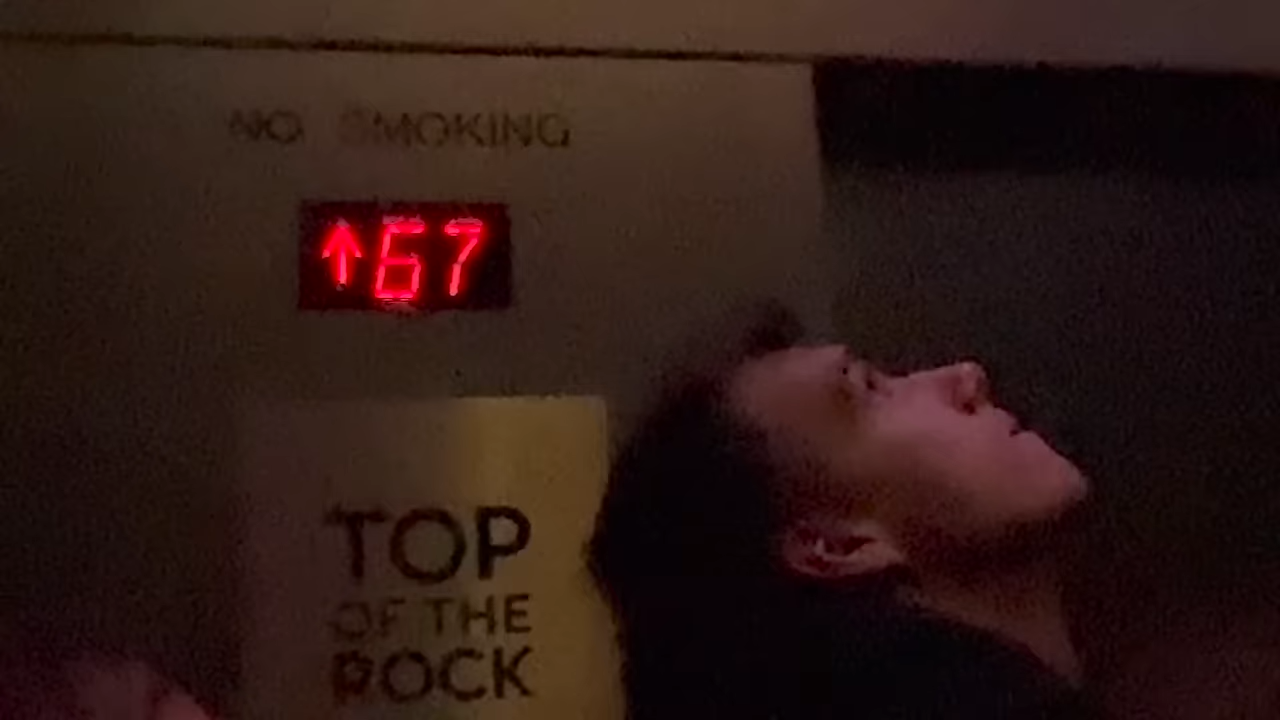 NO SMOKING
↑67
TOP
OF THE
ROCK